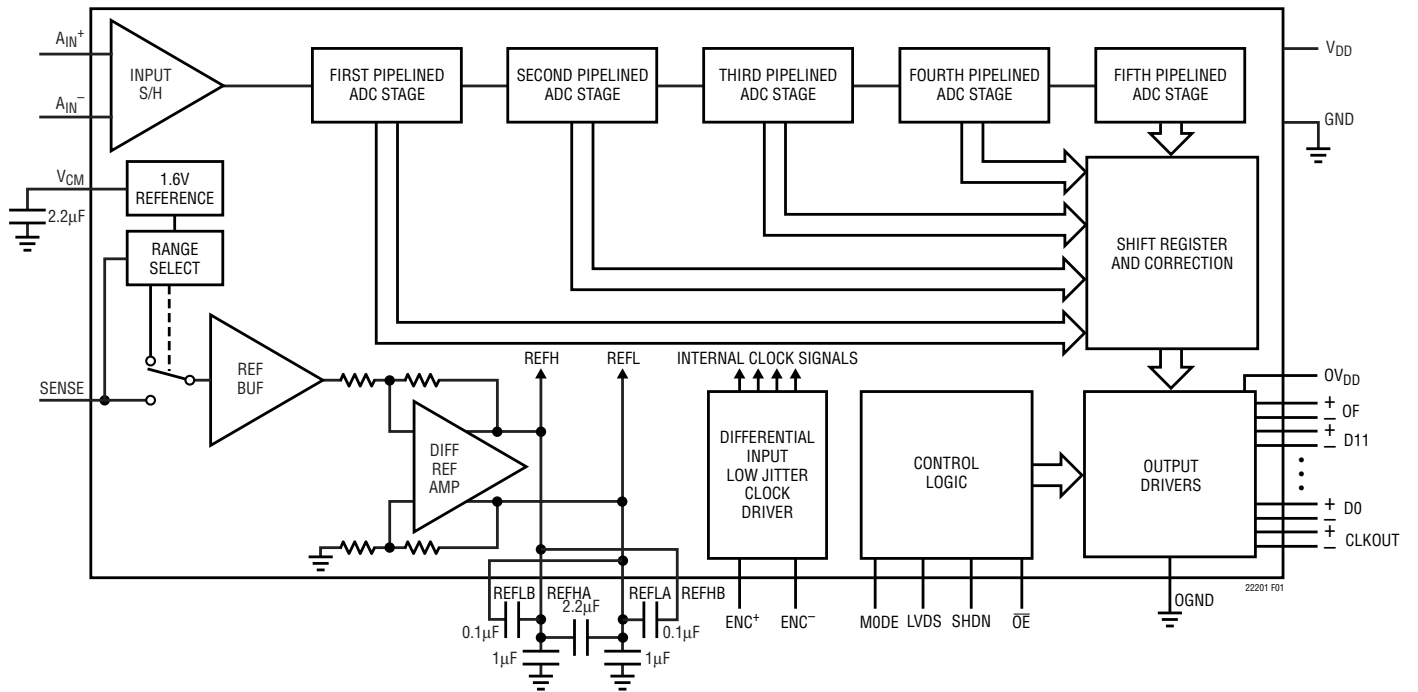 AIN+
INPUT
S/H
AIN−
FIRST PIPELINED
ADC STAGE
SECOND PIPELINED
ADC STAGE
THIRD PIPELINED
ADC STAGE
FOURTH PIPELINED
ADC STAGE
FIFTH PIPELINED
ADC STAGE
VDD
GND
VCM
2.2µF
1.6V
REFERENCE
RANGE
SELECT
SHIFT REGISTER
AND CORRECTION
SENSE
REF
BUF
REFH
REFL
INTERNAL CLOCK SIGNALS
DIFF
REF
AMP
DIFFERENTIAL
INPUT
LOW JITTER
CLOCK
DRIVER
CONTROL
LOGIC
OUTPUT
DRIVERS
OVDD
+
− OF
+
− D11
+ D0
−
+
− CLKOUT
22201 F01
REFLB
REFHA
REFLA
REFHB
2.2µF
0.1µF
0.1µF
1µF
1µF
ENC+
ENC−
MODE
LVDS
SHDN
O̅E̅
OGND